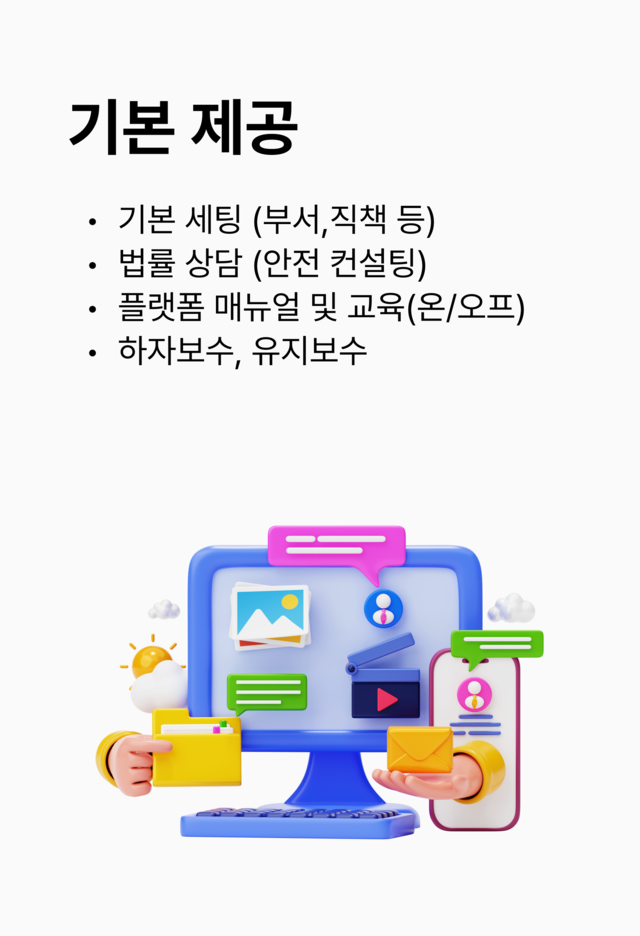 기본 제공
• 기본 세팅 (부서,직책 등)
• 법률 상담 (안전 컨설팅)
• 플랫폼 매뉴얼 및 교육(온/오프)
• 하자보수, 유지보수